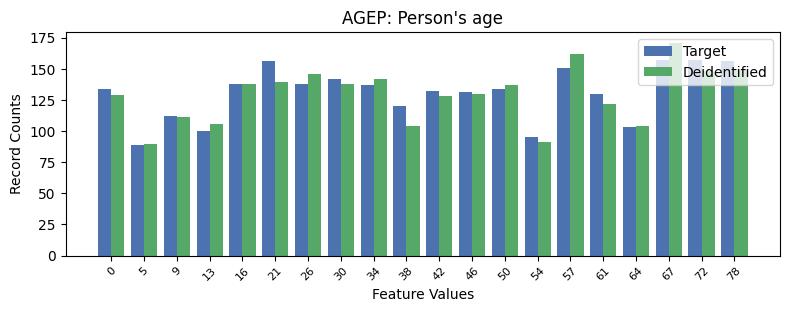 AGEP: Person's age
Target
Deidentified
Record Counts
175
150
125
100
75
50
25
0
0 5 9 13 16 21 26 30 34 38 42 46 50 54 57 61 64 67 72 78
Feature Values